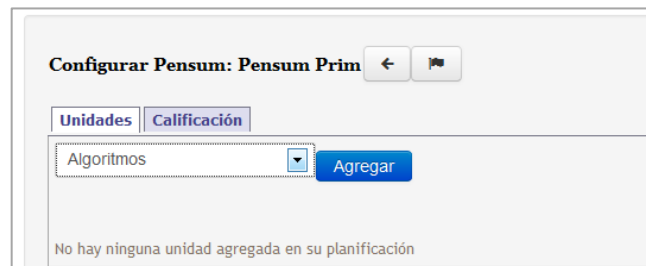 Configurar Pensum: Pensum Prim
Unidades Calificación
Algoritmos Agregar
No hay ninguna unidad agregada en su planificación